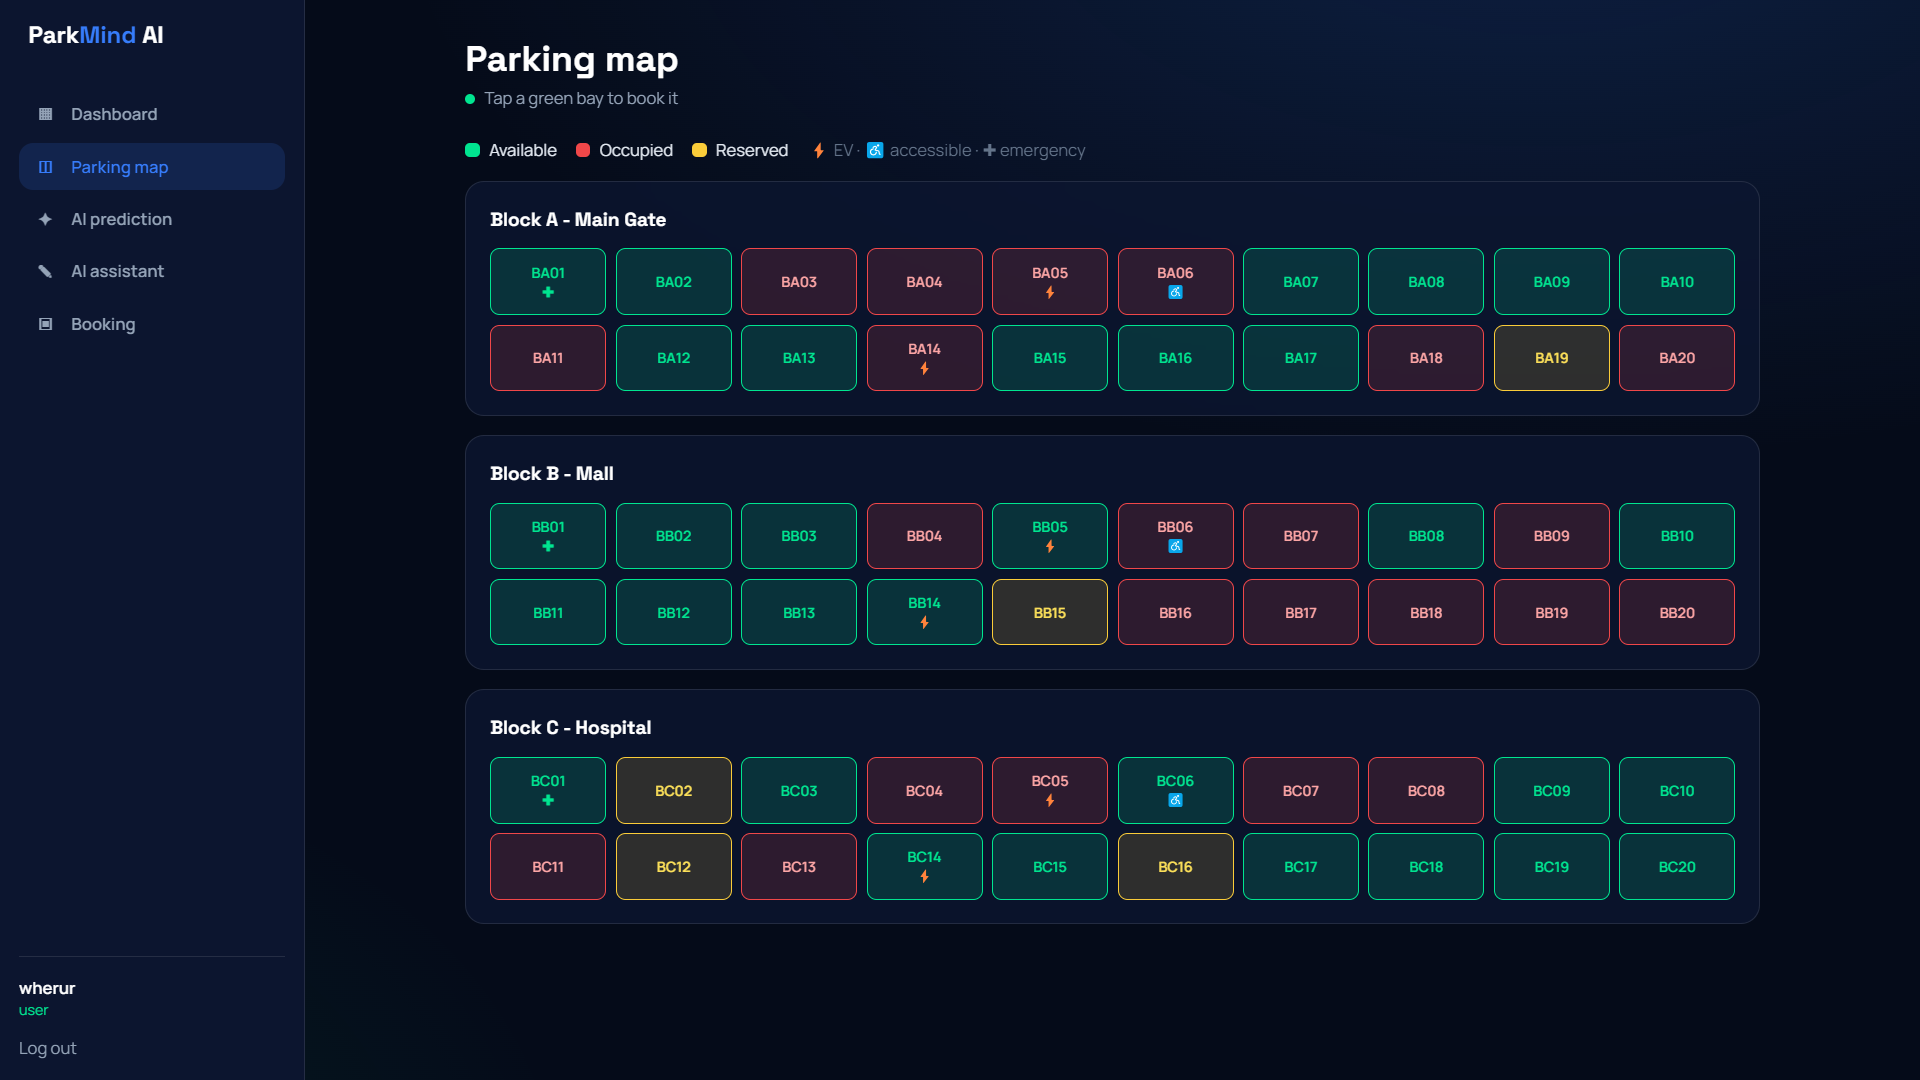 ParkMind AI
Dashboard
Parking map
AI prediction
AI assistant
Booking
wherur
user
Log out
Parking map
Tap a green bay to book it
Available Occupied Reserved EV · accessible · emergency
Block A - Main Gate
BA01 BA02 BA03 BA04 BA05 BA06 BA07 BA08 BA09 BA10
BA11 BA12 BA13 BA14 BA15 BA16 BA17 BA18 BA19 BA20
Block B - Mall
BB01 BB02 BB03 BB04 BB05 BB06 BB07 BB08 BB09 BB10
BB11 BB12 BB13 BB14 BB15 BB16 BB17 BB18 BB19 BB20
Block C - Hospital
BC01 BC02 BC03 BC04 BC05 BC06 BC07 BC08 BC09 BC10
BC11 BC12 BC13 BC14 BC15 BC16 BC17 BC18 BC19 BC20